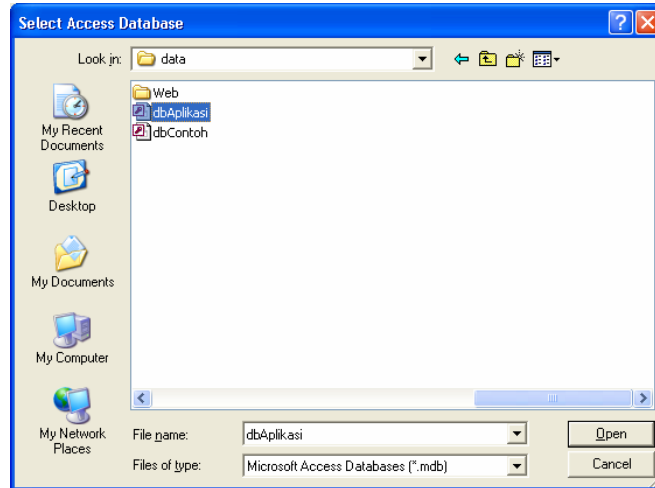 Select Access Database
Look in: data
Web
dbAplikasi
dbContoh
My Recent
Documents
Desktop
My Documents
My Computer
My Network
Places
File name: dbAplikasi Open
Files of type: Microsoft Access Databases (*.mdb) Cancel